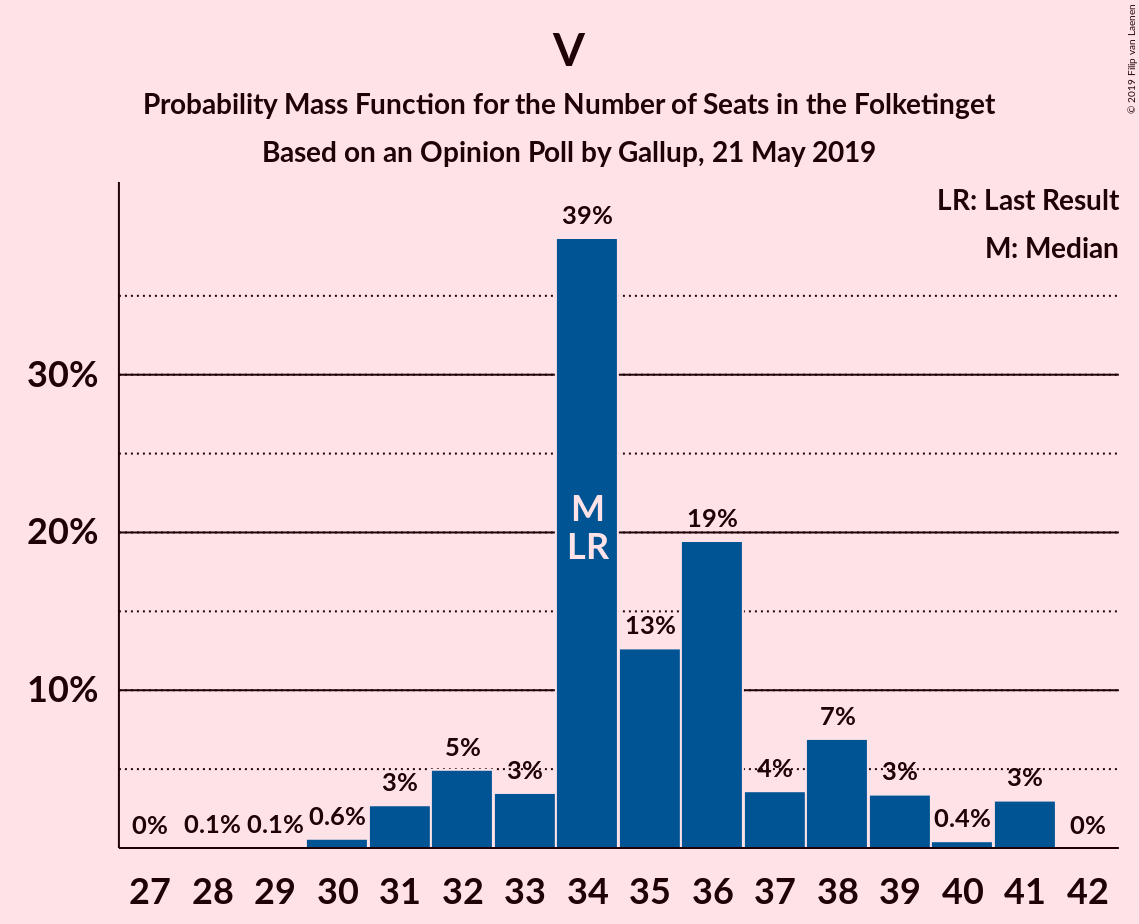 V
Probability Mass Function for the Number of Seats in the Folketinget
Based on an Opinion Poll by Gallup, 21 May 2019
© 2019 Filip van Laenen
LR: Last Result
M: Median
39%
30%
M
20%
19%
LR
13%
10%
7%
5%
3%
3%
4%
3%
3%
0%
0.1%
0.1%
0.6%
0.4%
0%
27 28 29 30 31 32 33 34 35 36 37 38 39 40 41 42